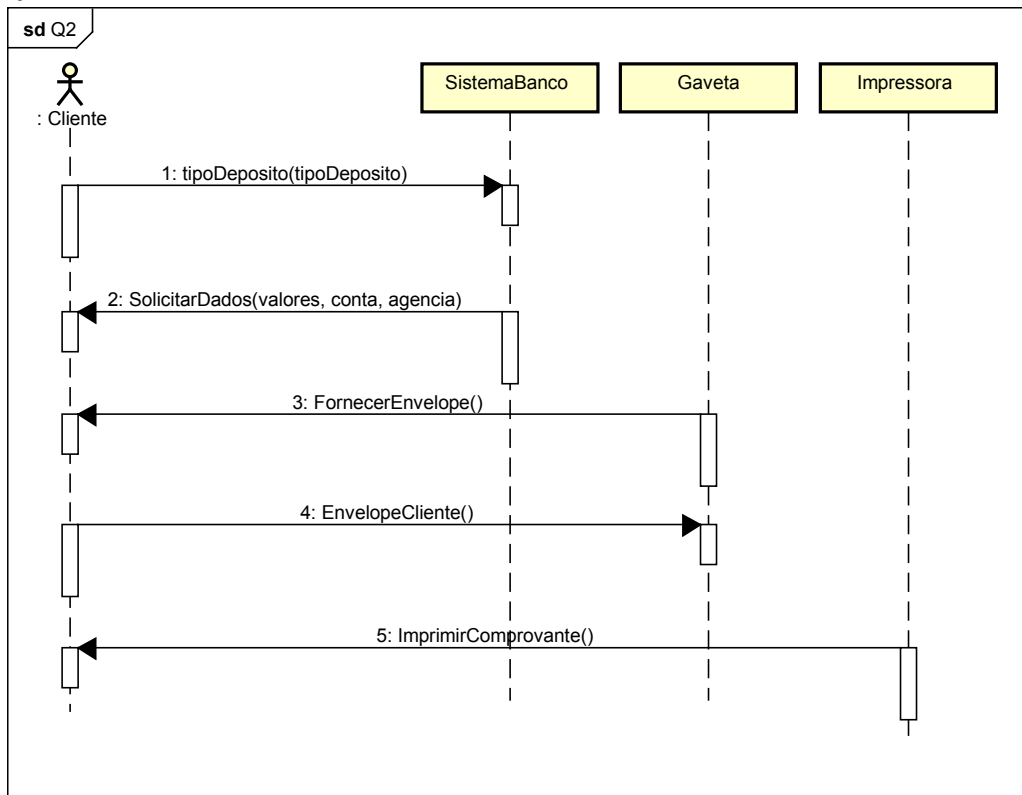 sd Q2
: Cliente
SistemaBanco
Gaveta
Impressora
1: tipoDeposito(tipoDeposito)
2: SolicitarDados(valores, conta, agencia)
3: FornecerEnvelope()
4: EnvelopeCliente()
5: ImprimirComprovante()